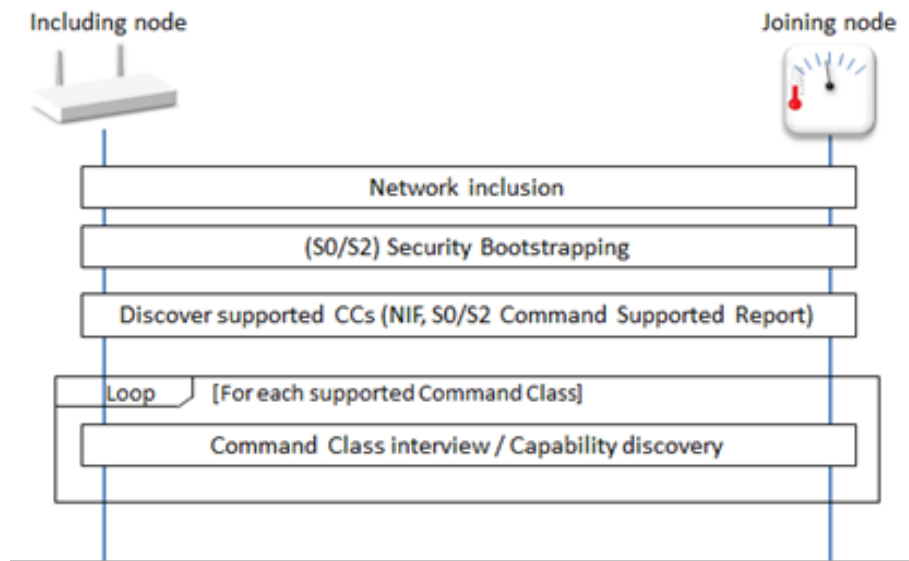 Including node
Joining node
Network inclusion
(S0/S2) Security Bootstrapping
Discover supported CCs (NIF, S0/S2 Command Supported Report)
Loop
[For each supported Command Class]
Command Class interview / Capability discovery